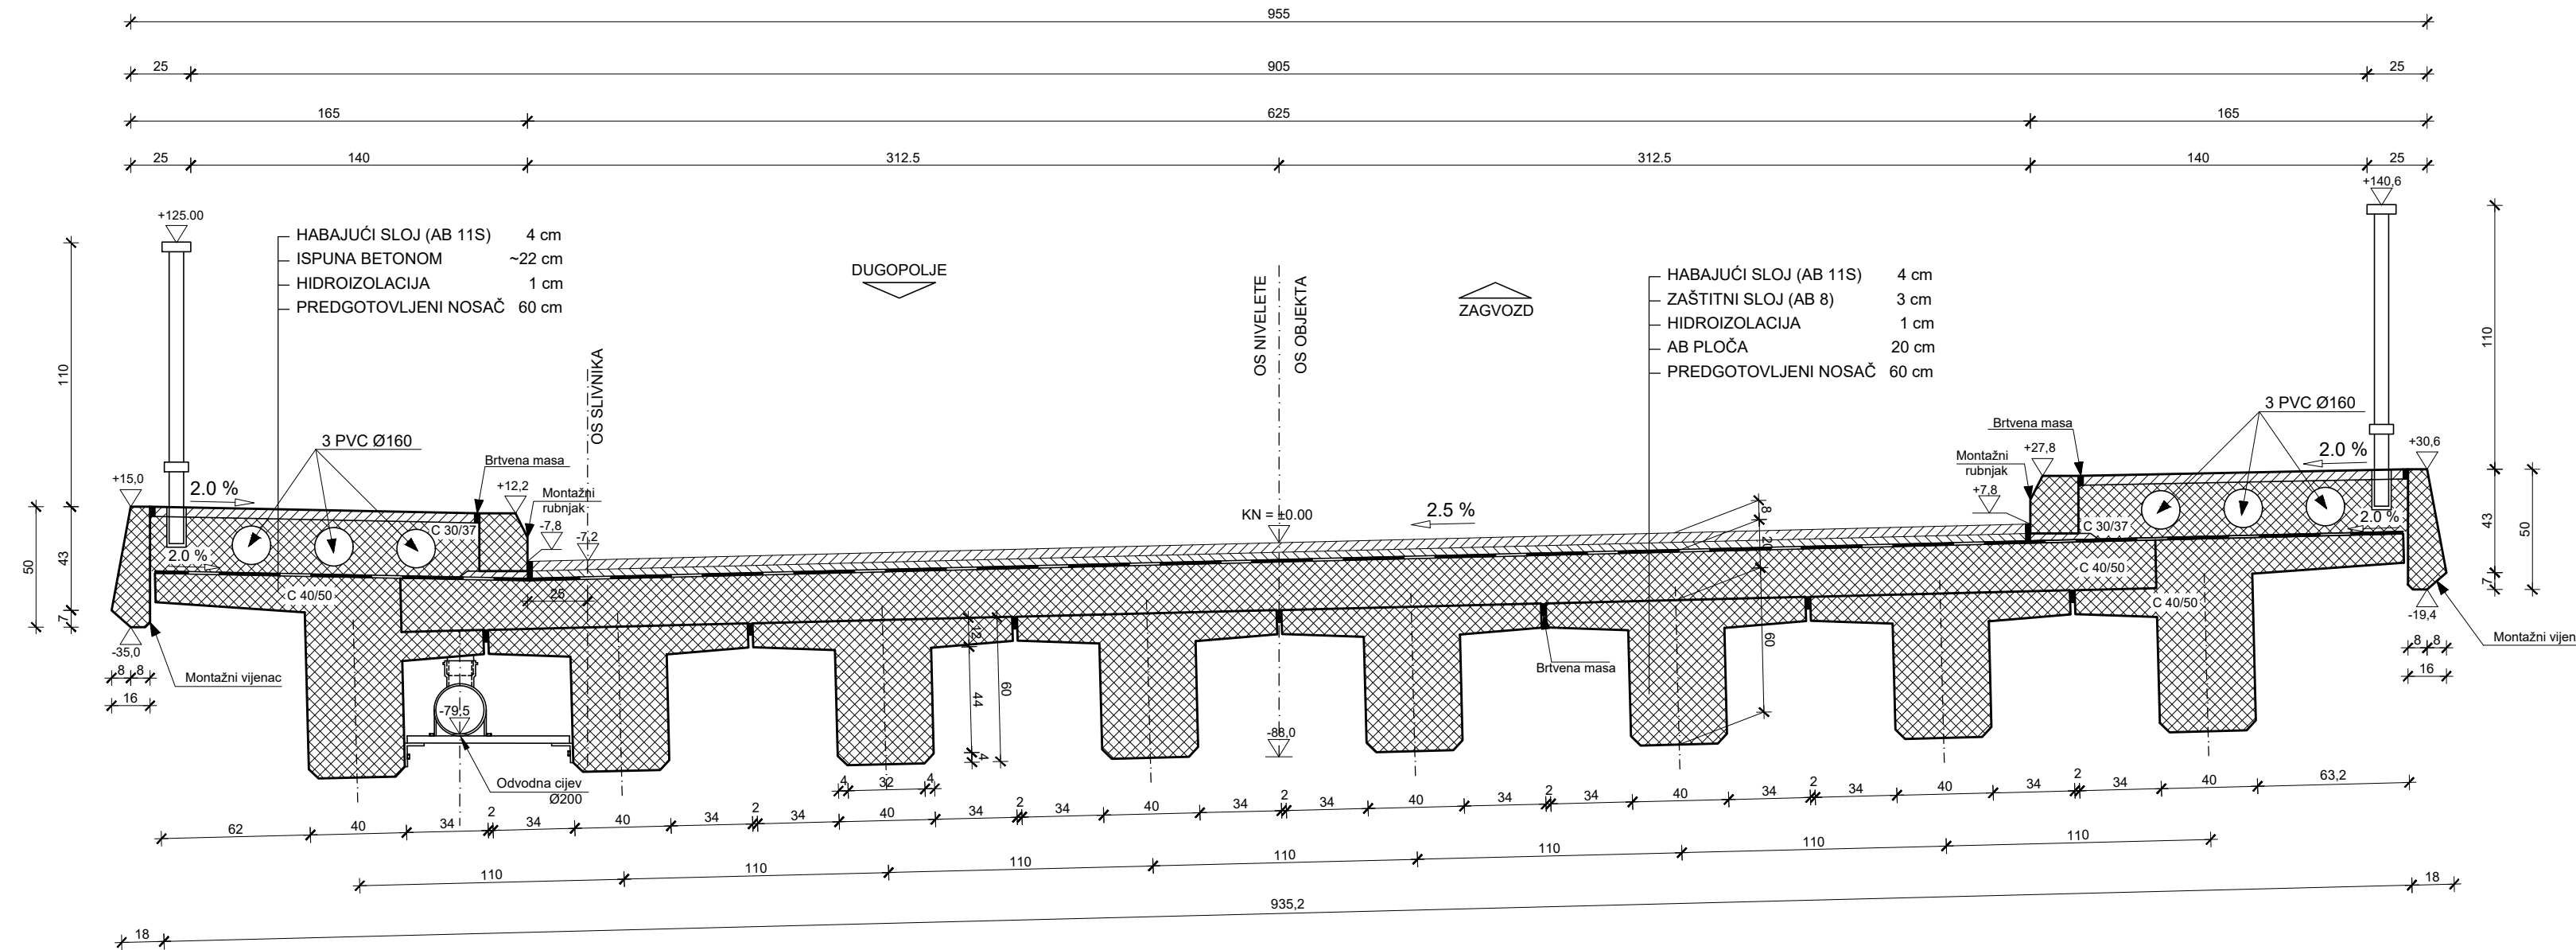 955
25 905 25
165 625 165
25 140 312.5 312.5 140 25
+125.00
+140,6
HABAJUĆI SLOJ (AB 11S) 4 cm
ISPUNA BETONOM ~22 cm
HIDROIZOLACIJA 1 cm
PREDGOTOVLJENI NOSAČ 60 cm
DUGOPOLJE
OS NIVELETE
OS OBJEKTA
ZAGVOZD
HABAJUĆI SLOJ (AB 11S) 4 cm
ZAŠTITNI SLOJ (AB 8) 3 cm
HIDROIZOLACIJA 1 cm
AB PLOČA 20 cm
PREDGOTOVLJENI NOSAČ 60 cm
OS SLIVNIKA
110
110
3 PVC Ø160
3 PVC Ø160
Brtvena masa
Brtvena masa
Montažni
rubnjak
Montažni
rubnjak
+15,0
2.0 %
+12,2
-7,8
-7,2
KN = ±0.00
2.5 %
8
20
+7,8
+27,8
2.0 %
+30,6
C 30/37
2.0 %
C 40/50
C 30/37
2.0 %
C 40/50
C 40/50
50
43
7
43
7
50
-35,0
8 8
16
Montažni vijenac
25
12
44
4
60
60
-88,0
Brtvena masa
-19,4
8 8
16
Montažni vijen
-79,5
Odvodna cijev
Ø200
4 32 4
62 40 34 2 34 40 34 2 34 40 34 2 34 40 34 2 34 40 34 2 34 40 34 2 34 40 34 2 34 40 63,2
110 110 110 110 110 110 110
18 935,2 18